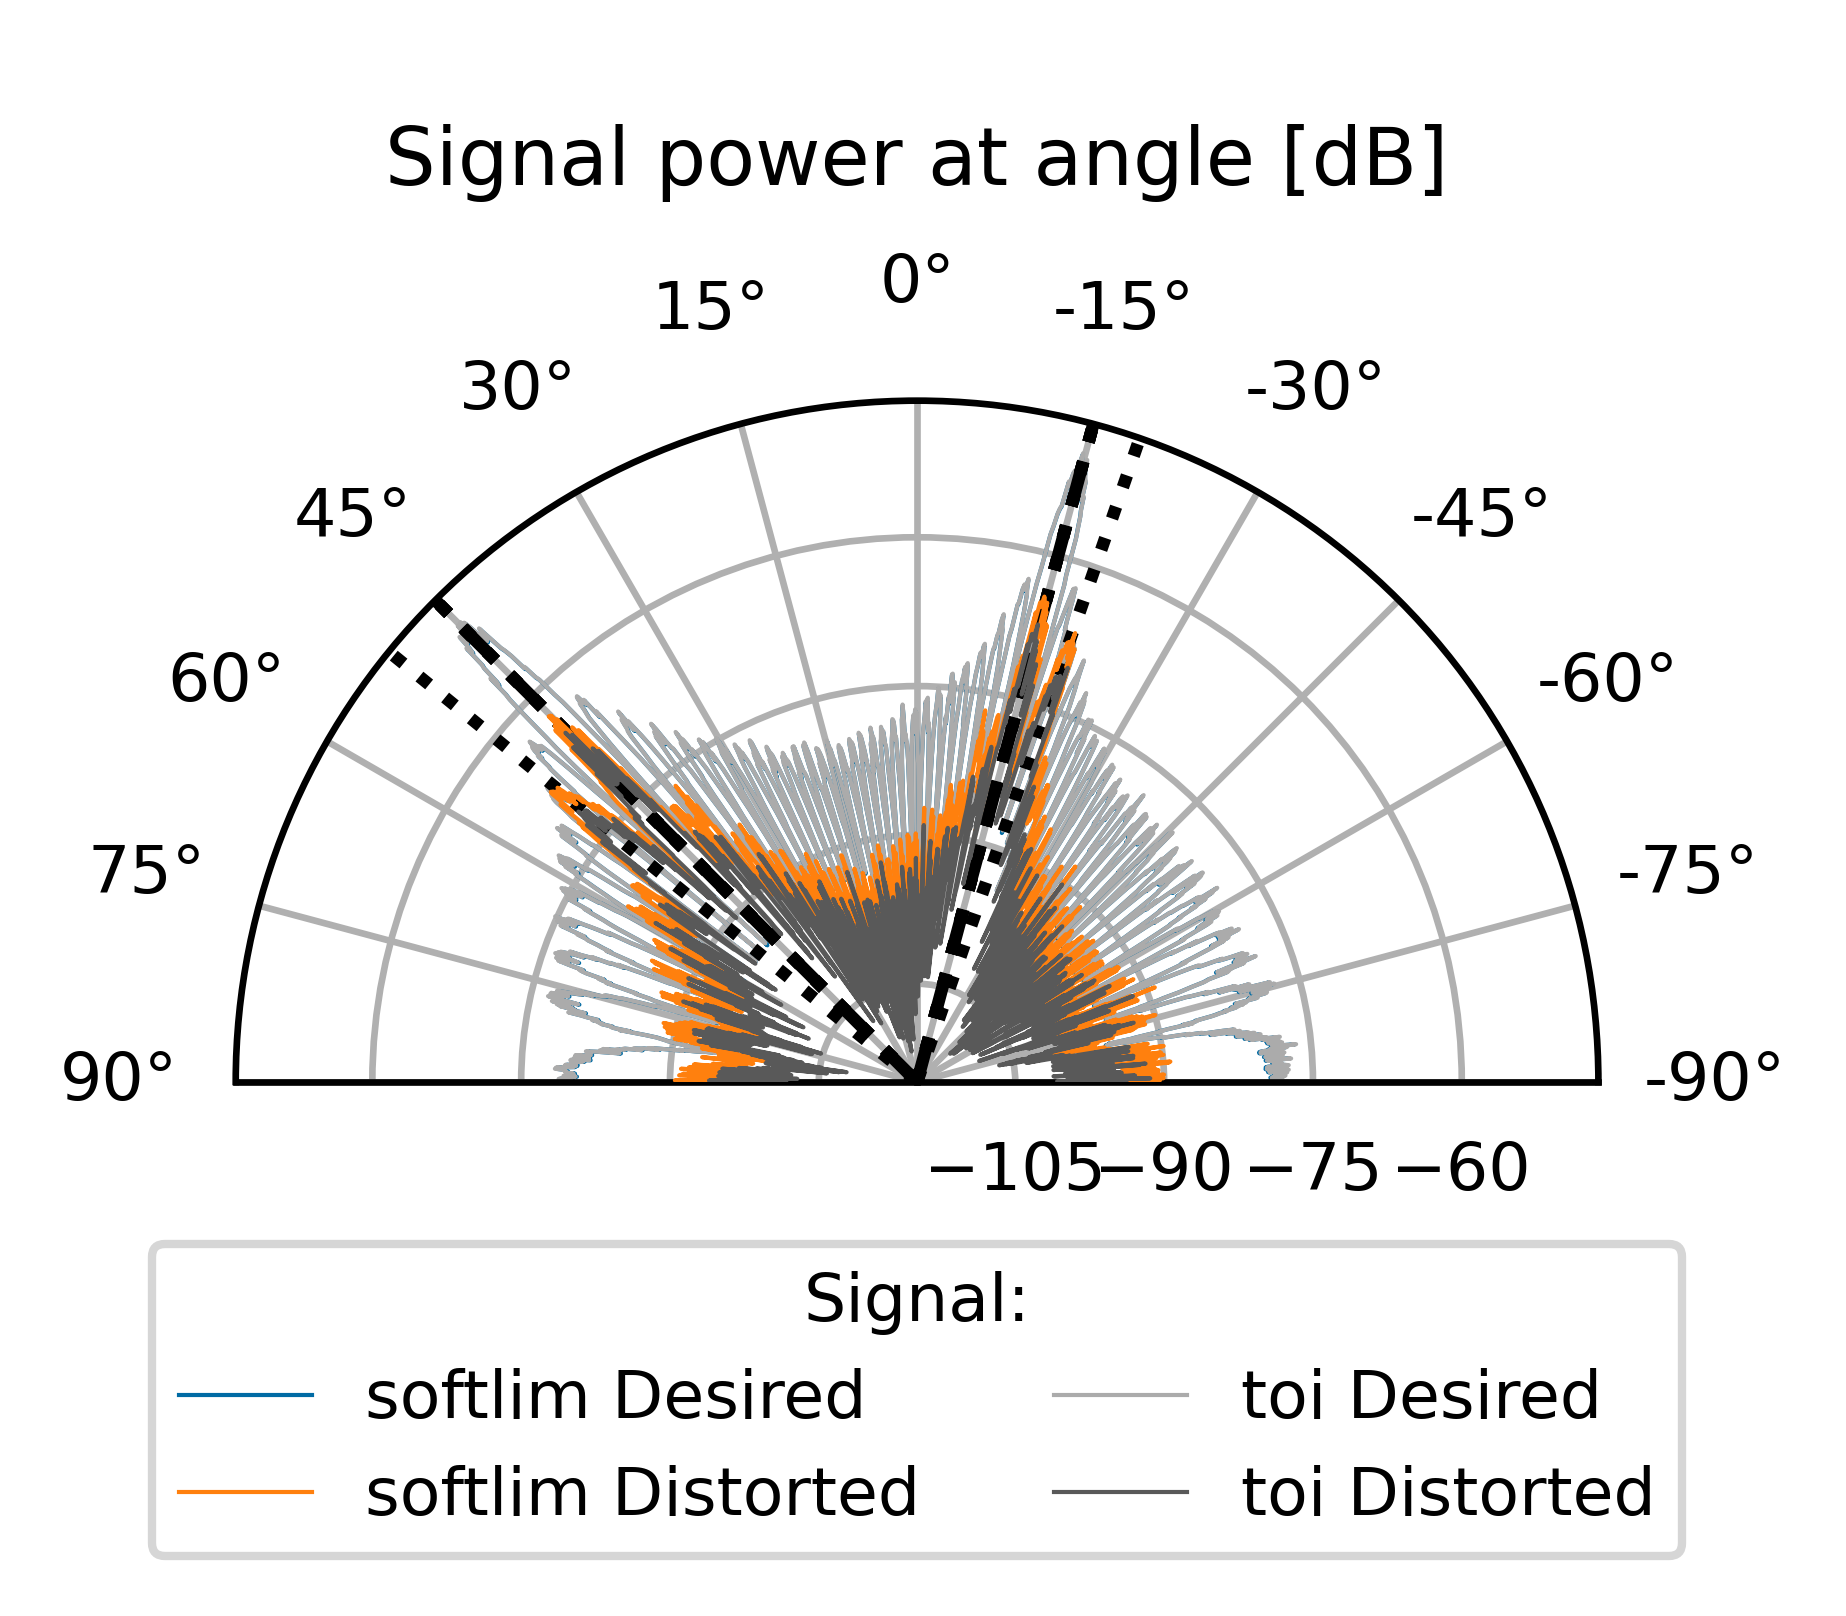 Signal power at angle [dB]
0°
15°
-15°
30°
-30°
45°
-45°
60°
-60°
75°
-75°
90°
-90°
−105 −90 −75 −60
Signal:
softlim Desired
toi Desired
softlim Distorted
toi Distorted